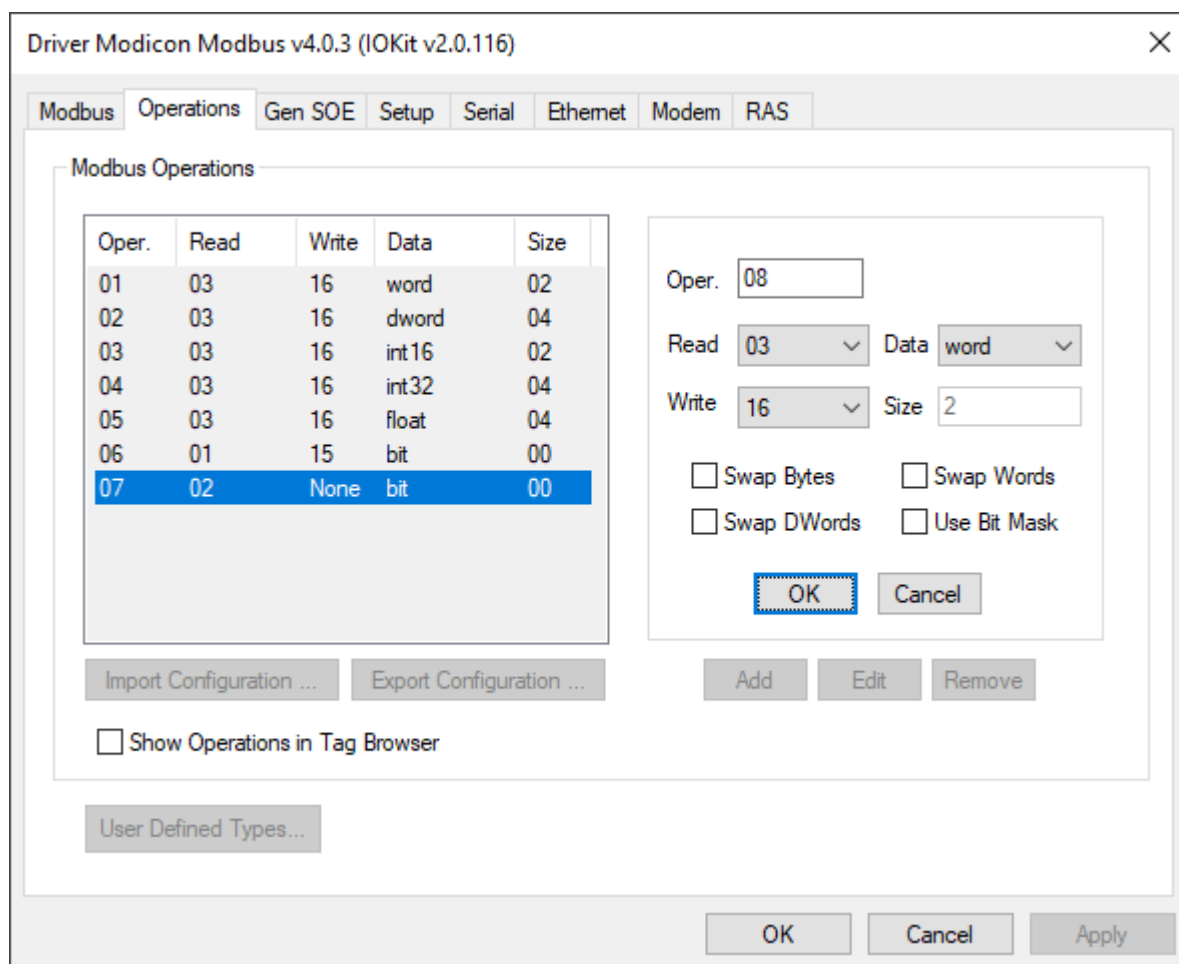 Driver Modicon Modbus v4.0.3 (IOKit v2.0.116)
Modbus Operations Gen SOE Setup Serial Ethernet Modem RAS
Modbus Operations
Oper. Read Write Data Size
01 03 16 word 02
02 03 16 dword 04
03 03 16 int16 02
04 03 16 int32 04
05 03 16 float 04
06 01 15 bit 00
07 02 None bit 00
Oper. 08
Read 03 Data word
Write 16 Size 2
Swap Bytes Swap Words
Swap DWords Use Bit Mask
OK Cancel
Import Configuration ... Export Configuration ... Add Edit Remove
Show Operations in Tag Browser
User Defined Types...
OK Cancel Apply